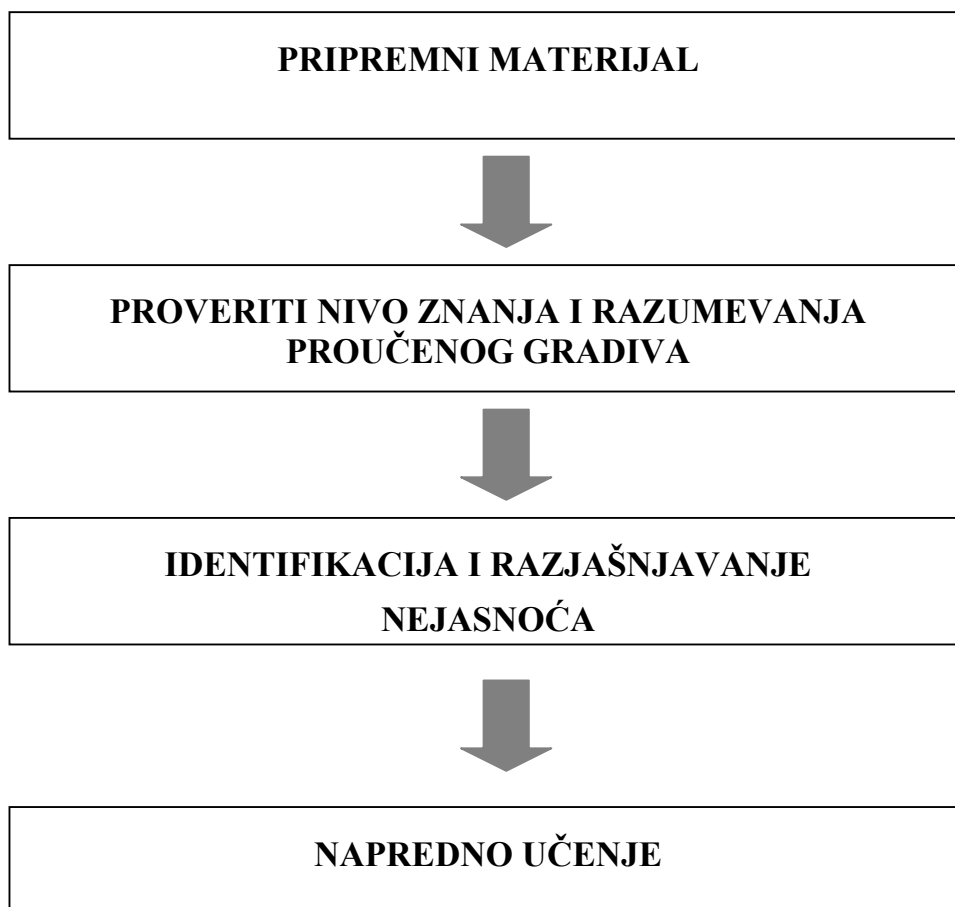 PRIPREMNI MATERIJAL
PROVERITI NIVO ZNANJA I RAZUMEVANJA
PROUČENOG GRADIVA
IDENTIFIKACIJA I RAZJAŠNJAVANJE
NEJASNOĆA
NAPREDNO UČENJE